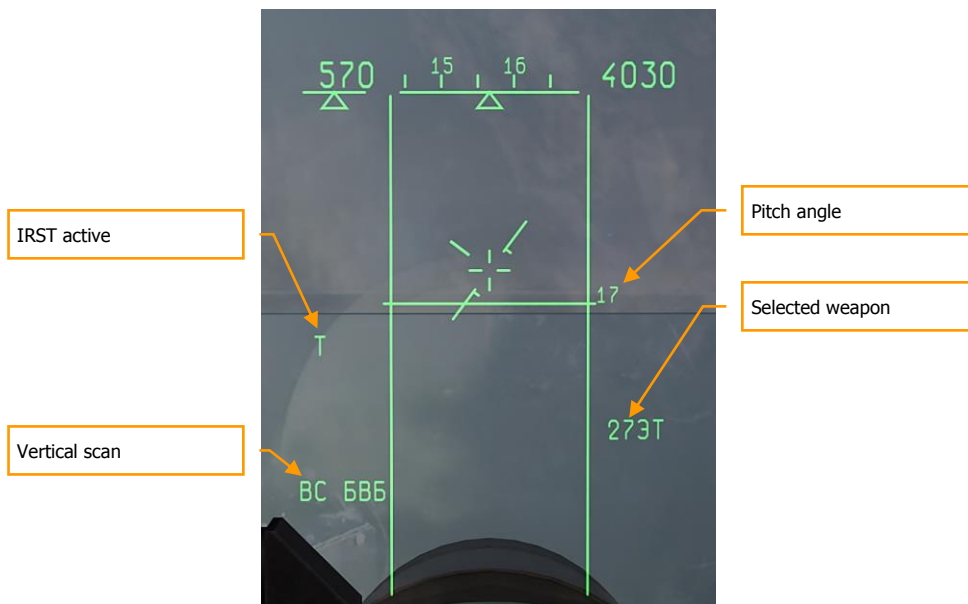 570
15 16
4030
Pitch angle
IRST active
17
Selected weapon
Т
27ЭТ
Vertical scan
ВС БВБ